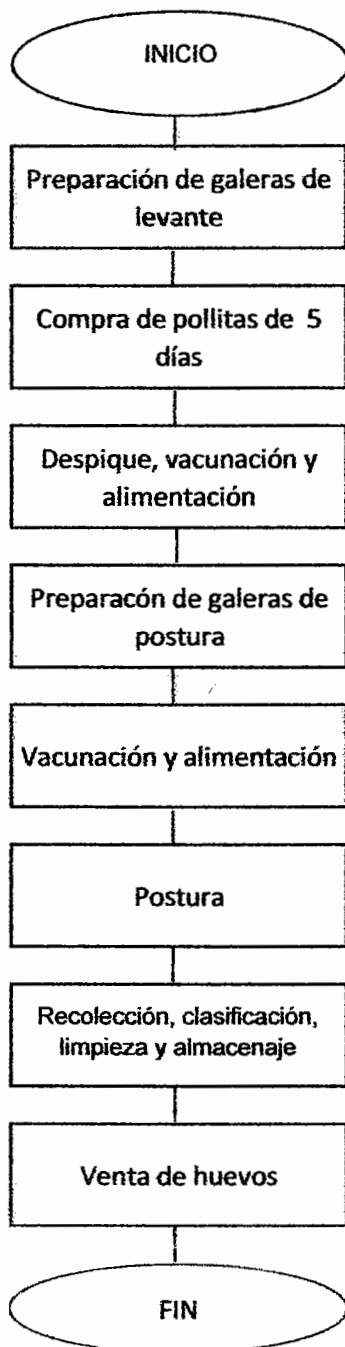 INICIO
Preparación de galeras de
levante
Compra de pollitas de 5
días
Despique, vacunación y
alimentación
Preparacón de galeras de
postura
Vacunación y alimentación
Postura
Recolección, clasificación,
limpieza y almacenaje
Venta de huevos
FIN